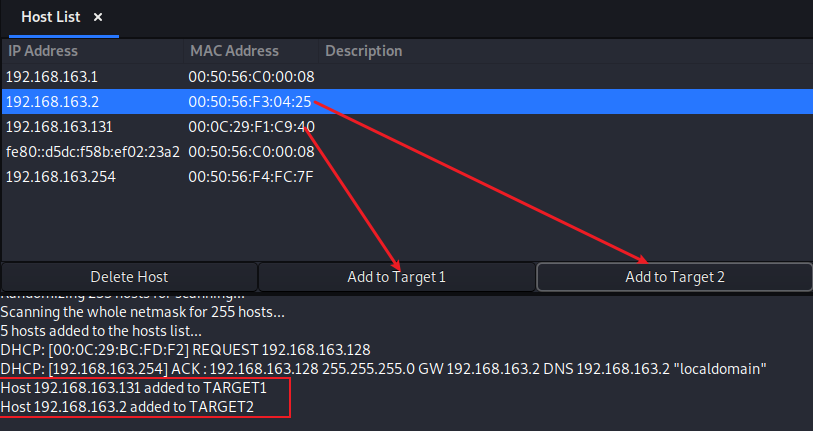 Host List ×
IP Address MAC Address Description
192.168.163.1 00:50:56:C0:00:08
192.168.163.2 00:50:56:F3:04:25
192.168.163.131 00:0C:29:F1:C9:40
fe80::d5dc:f58b:ef02:23a2 00:50:56:C0:00:08
192.168.163.254 00:50:56:F4:FC:7F
Delete Host Add to Target 1 Add to Target 2
Randomizing 255 hosts for scanning...
Scanning the whole netmask for 255 hosts...
5 hosts added to the hosts list...
DHCP: [00:0C:29:BC:FD:F2] REQUEST 192.168.163.128
DHCP: [192.168.163.254] ACK : 192.168.163.128 255.255.255.0 GW 192.168.163.2 DNS 192.168.163.2 "localdomain"
Host 192.168.163.131 added to TARGET1
Host 192.168.163.2 added to TARGET2